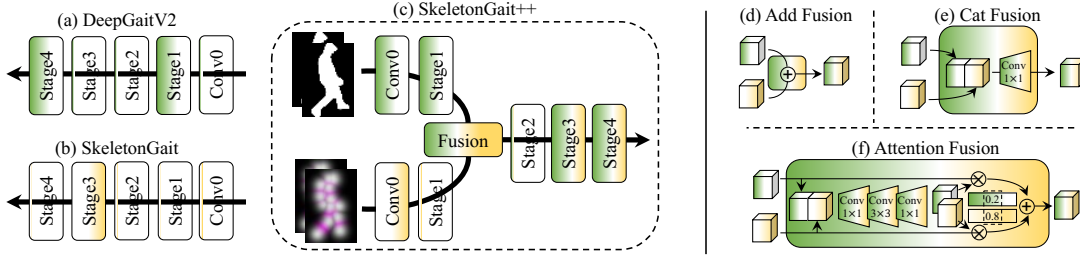 (a) DeepGaitV2
Stage4
Stage3
Stage2
Stage1
Conv0
(b) SkeletonGait
Stage4
Stage3
Stage2
Stage1
Conv0
(c) SkeletonGait++
Conv0
Stage1
Fusion
Conv0
Stage1
Stage2
Stage3
Stage4
(d) Add Fusion
(e) Cat Fusion
Conv
1×1
(f) Attention Fusion
Conv
1×1
Conv
3×3
Conv
1×1
0.2
0.8